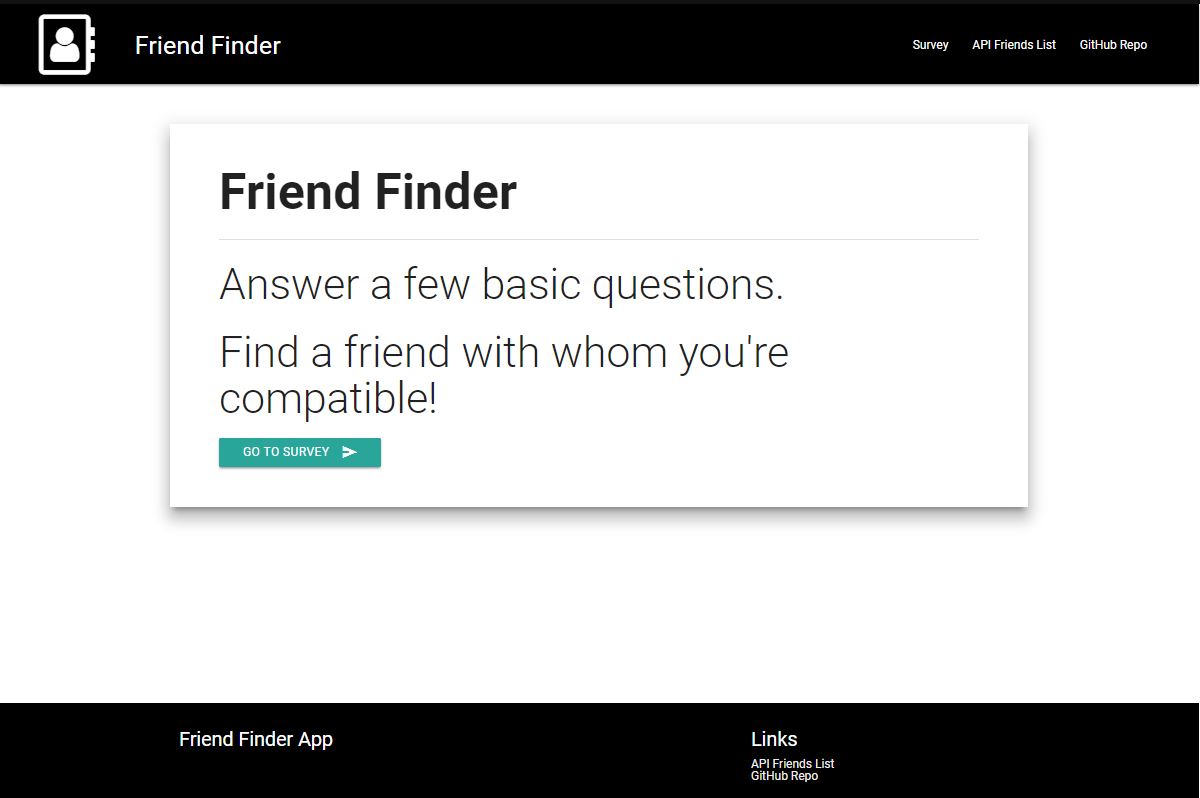 Friend Finder
Survey
API Friends List
GitHub Repo
Friend Finder
Answer a few basic questions.
Find a friend with whom you're
compatible!
GO TO SURVEY
Friend Finder App
Links
API Friends List
GitHub Repo